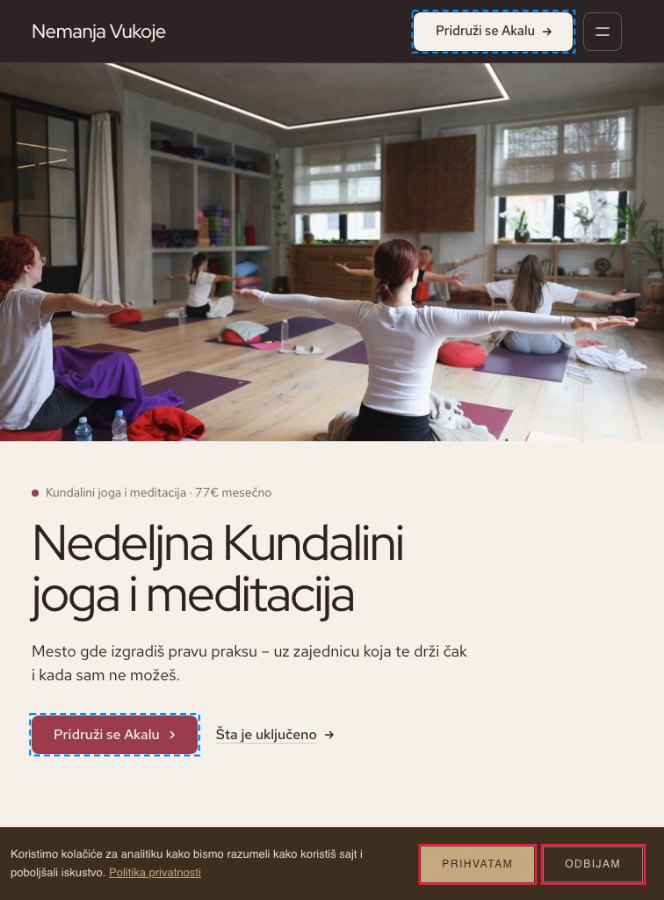 Nemanja Vukoje
Pridruži se Akalu →
Kundalini joga i meditacija · 77€ mesečno
Nedeljna Kundalini
joga i meditacija
Mesto gde izgradiš pravu praksu – uz zajednicu koja te drži čak
i kada sam ne možeš.
Pridruži se Akalu
Šta je uključeno →
Koristimo kolačiće za analitiku kako bismo razumeli kako koristiš sajt i
poboljšali iskustvo. Politika privatnosti
PRIHVATAM
ODBIJAM